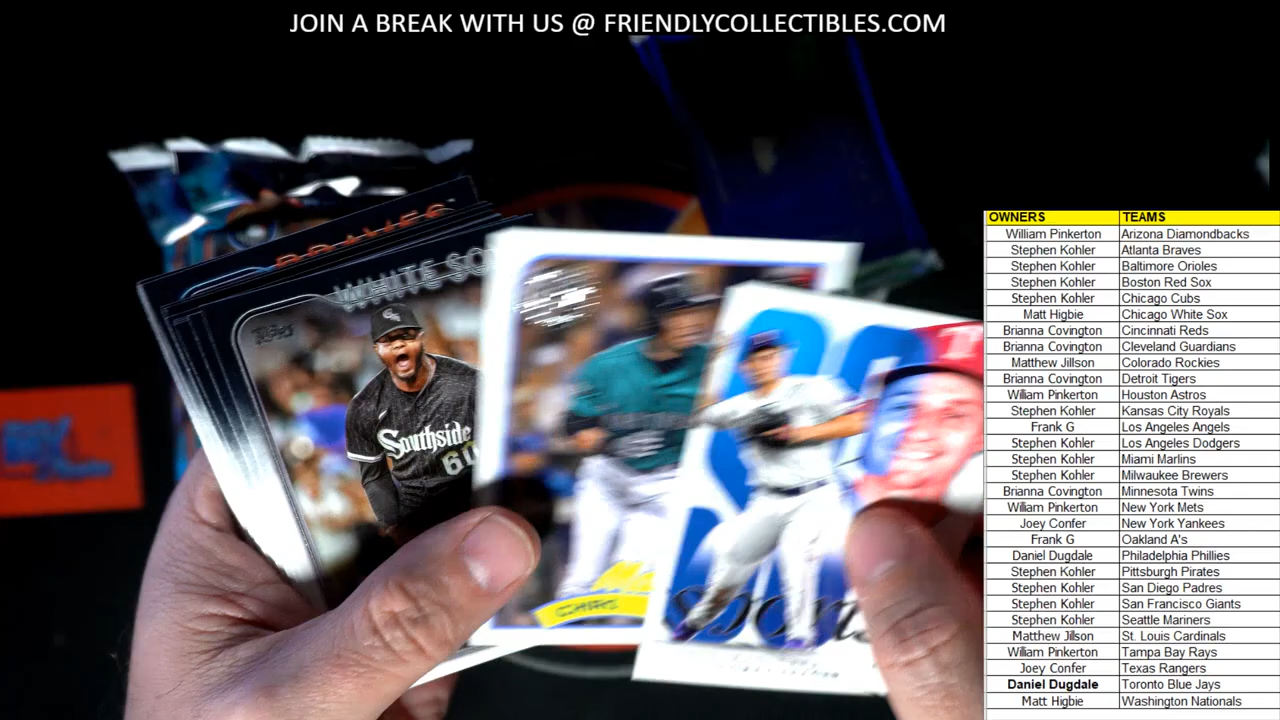 JOIN A BREAK WITH US @ FRIENDLYCOLLECTIBLES.COM
OWNERS TEAMS
William Pinkerton Arizona Diamondbacks
Stephen Kohler Atlanta Braves
Stephen Kohler Baltimore Orioles
Stephen Kohler Boston Red Sox
Stephen Kohler Chicago Cubs
Matt Higbie Chicago White Sox
Brianna Covington Cincinnati Reds
Brianna Covington Cleveland Guardians
Matthew Jillson Colorado Rockies
Brianna Covington Detroit Tigers
William Pinkerton Houston Astros
Stephen Kohler Kansas City Royals
Frank G Los Angeles Angels
Stephen Kohler Los Angeles Dodgers
Stephen Kohler Miami Marlins
Stephen Kohler Milwaukee Brewers
Brianna Covington Minnesota Twins
William Pinkerton New York Mets
Joey Confer New York Yankees
Frank G Oakland A's
Daniel Dugdale Philadelphia Phillies
Stephen Kohler Pittsburgh Pirates
Stephen Kohler San Diego Padres
Stephen Kohler San Francisco Giants
Stephen Kohler Seattle Mariners
Matthew Jilson St. Louis Cardinals
William Pinkerton Tampa Bay Rays
Joey Confer Texas Rangers
Daniel Dugdale Toronto Blue Jays
Matt Higbie Washington Nationals
BRAVES
WHITE SO
TOPPS
Southside
60
CHRIS